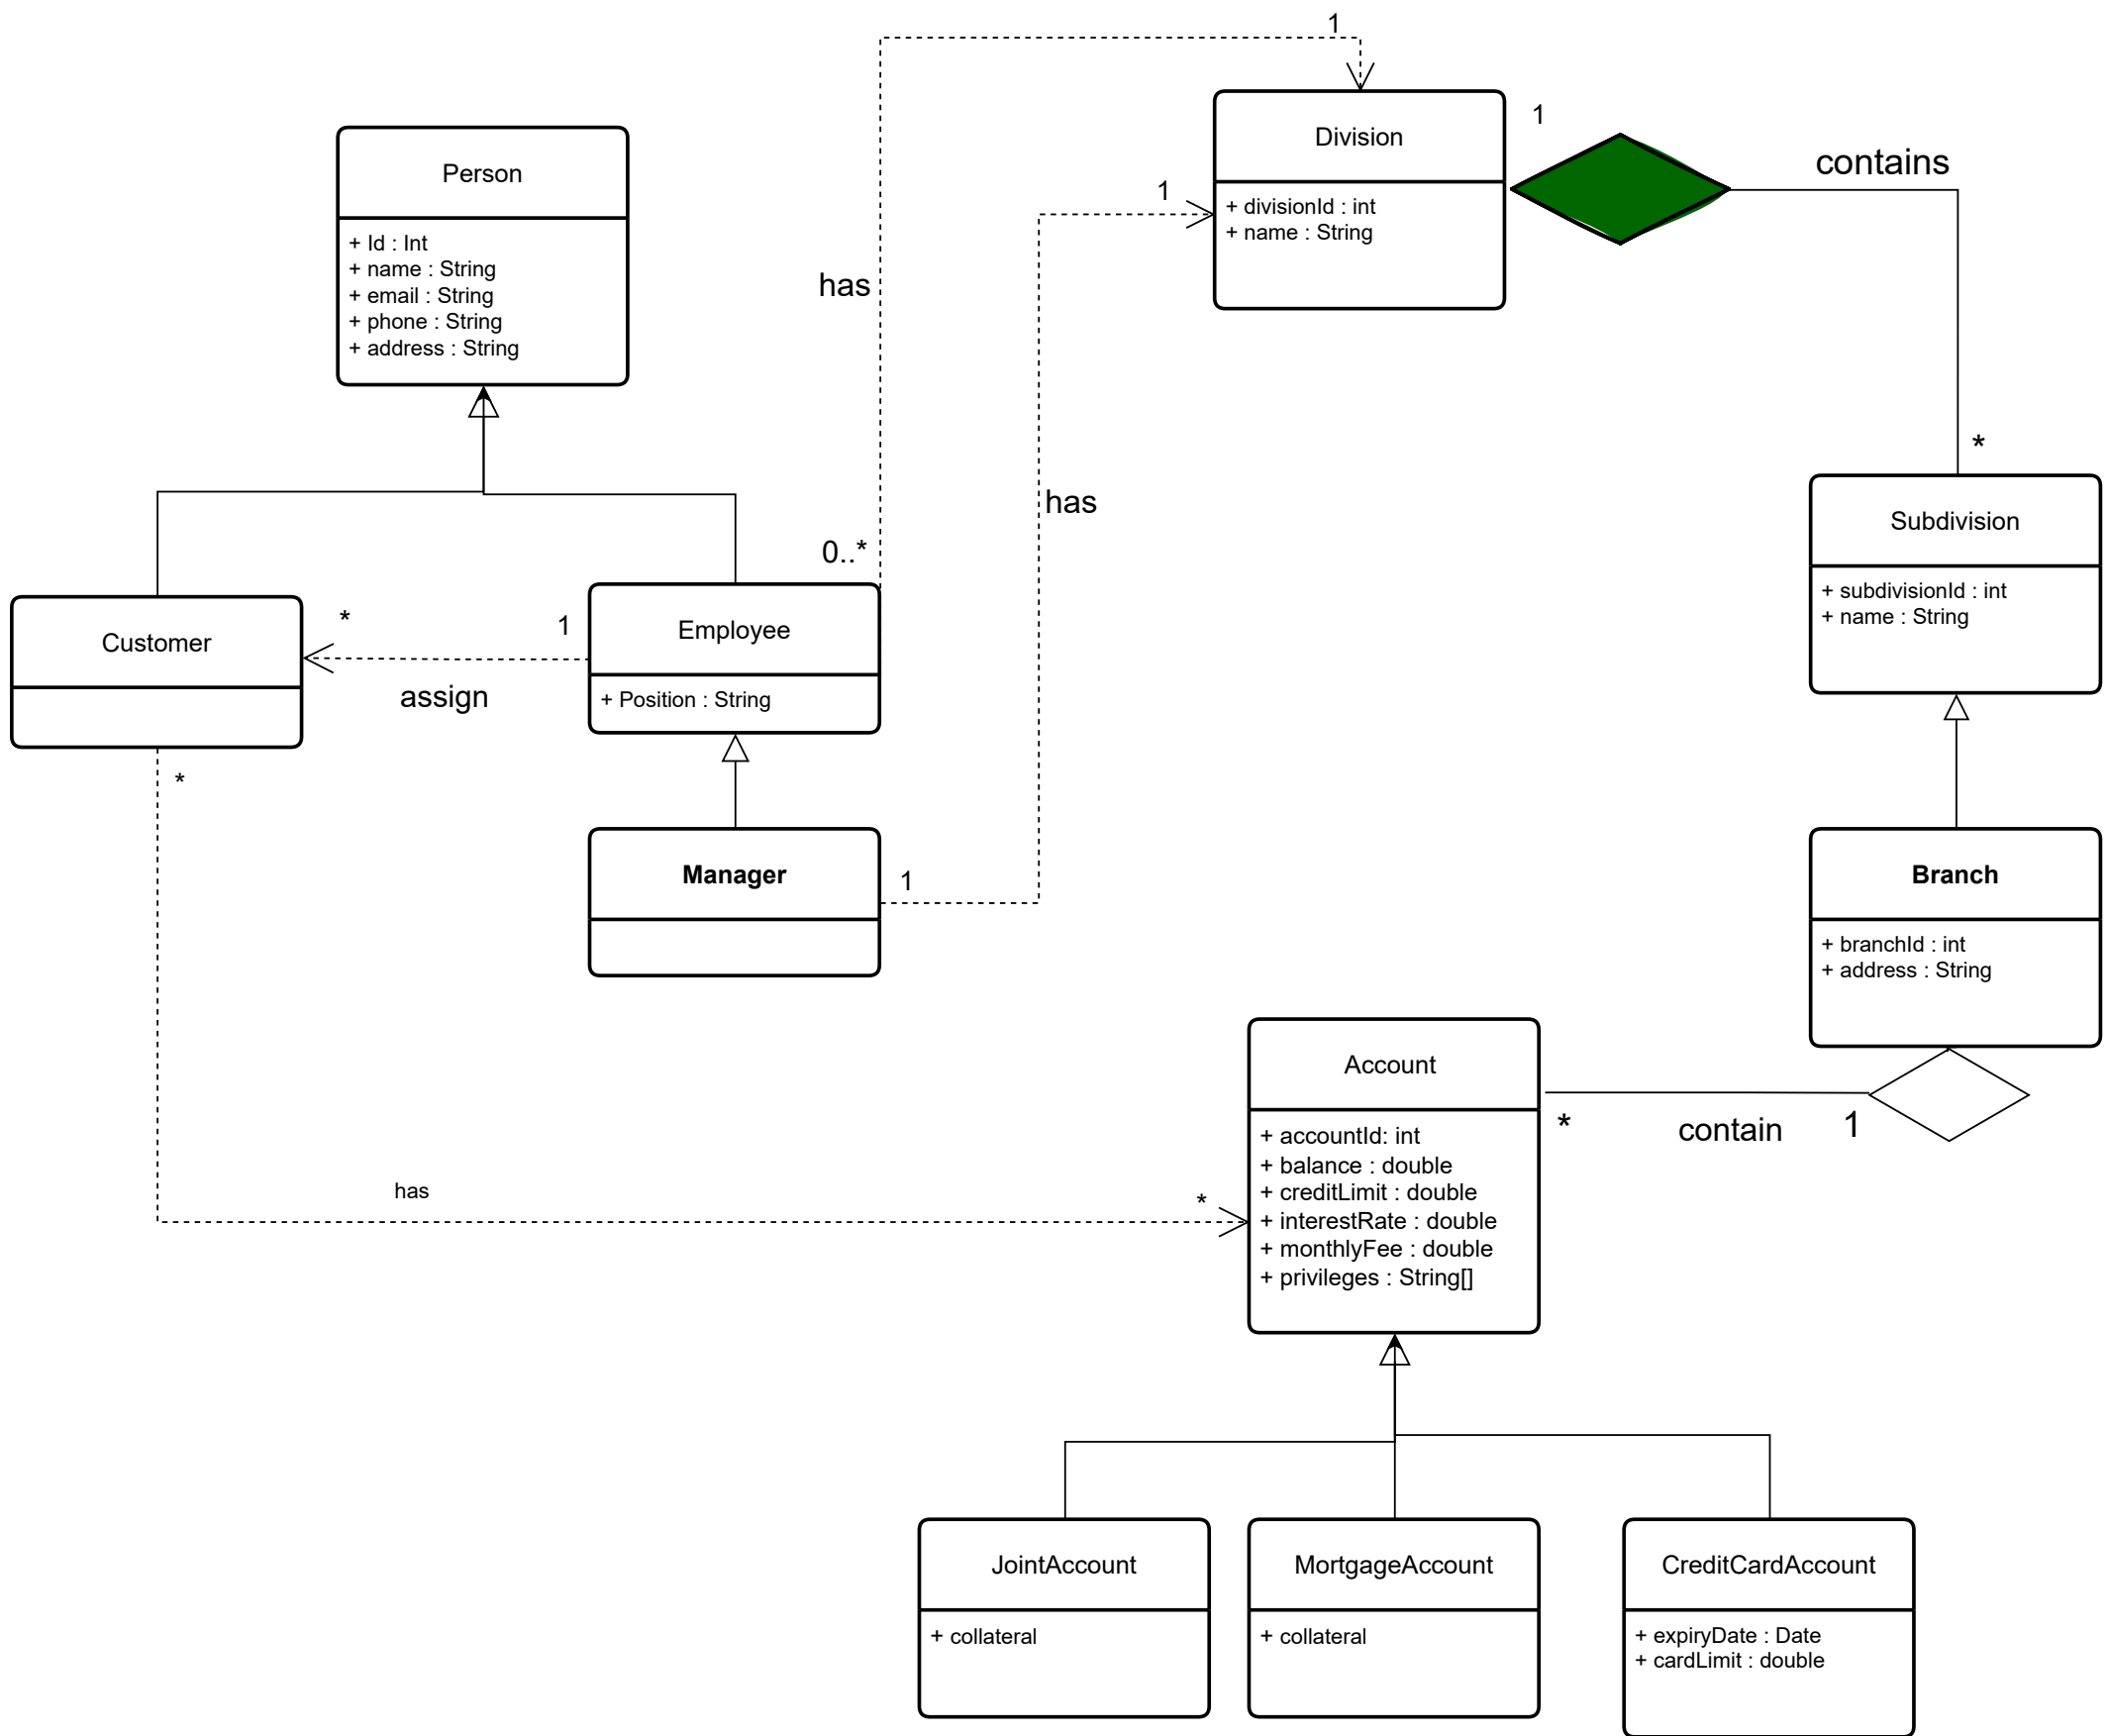 1
Division
1
+ divisionId : int
+ name : String
contains
Person
+ Id : Int
+ name : String
+ email : String
+ phone : String
+ address : String
1
has
has
*
0..*
Subdivision
+ subdivisionId : int
+ name : String
Customer
*
1
assign
Employee
+ Position : String
*
Manager
1
Branch
+ branchId : int
+ address : String
Account
+ accountId: int
+ balance : double
+ creditLimit : double
+ interestRate : double
+ monthlyFee : double
+ privileges : String[]
*
contain
1
has
*
JointAccount
+ collateral
MortgageAccount
+ collateral
CreditCardAccount
+ expiryDate : Date
+ cardLimit : double